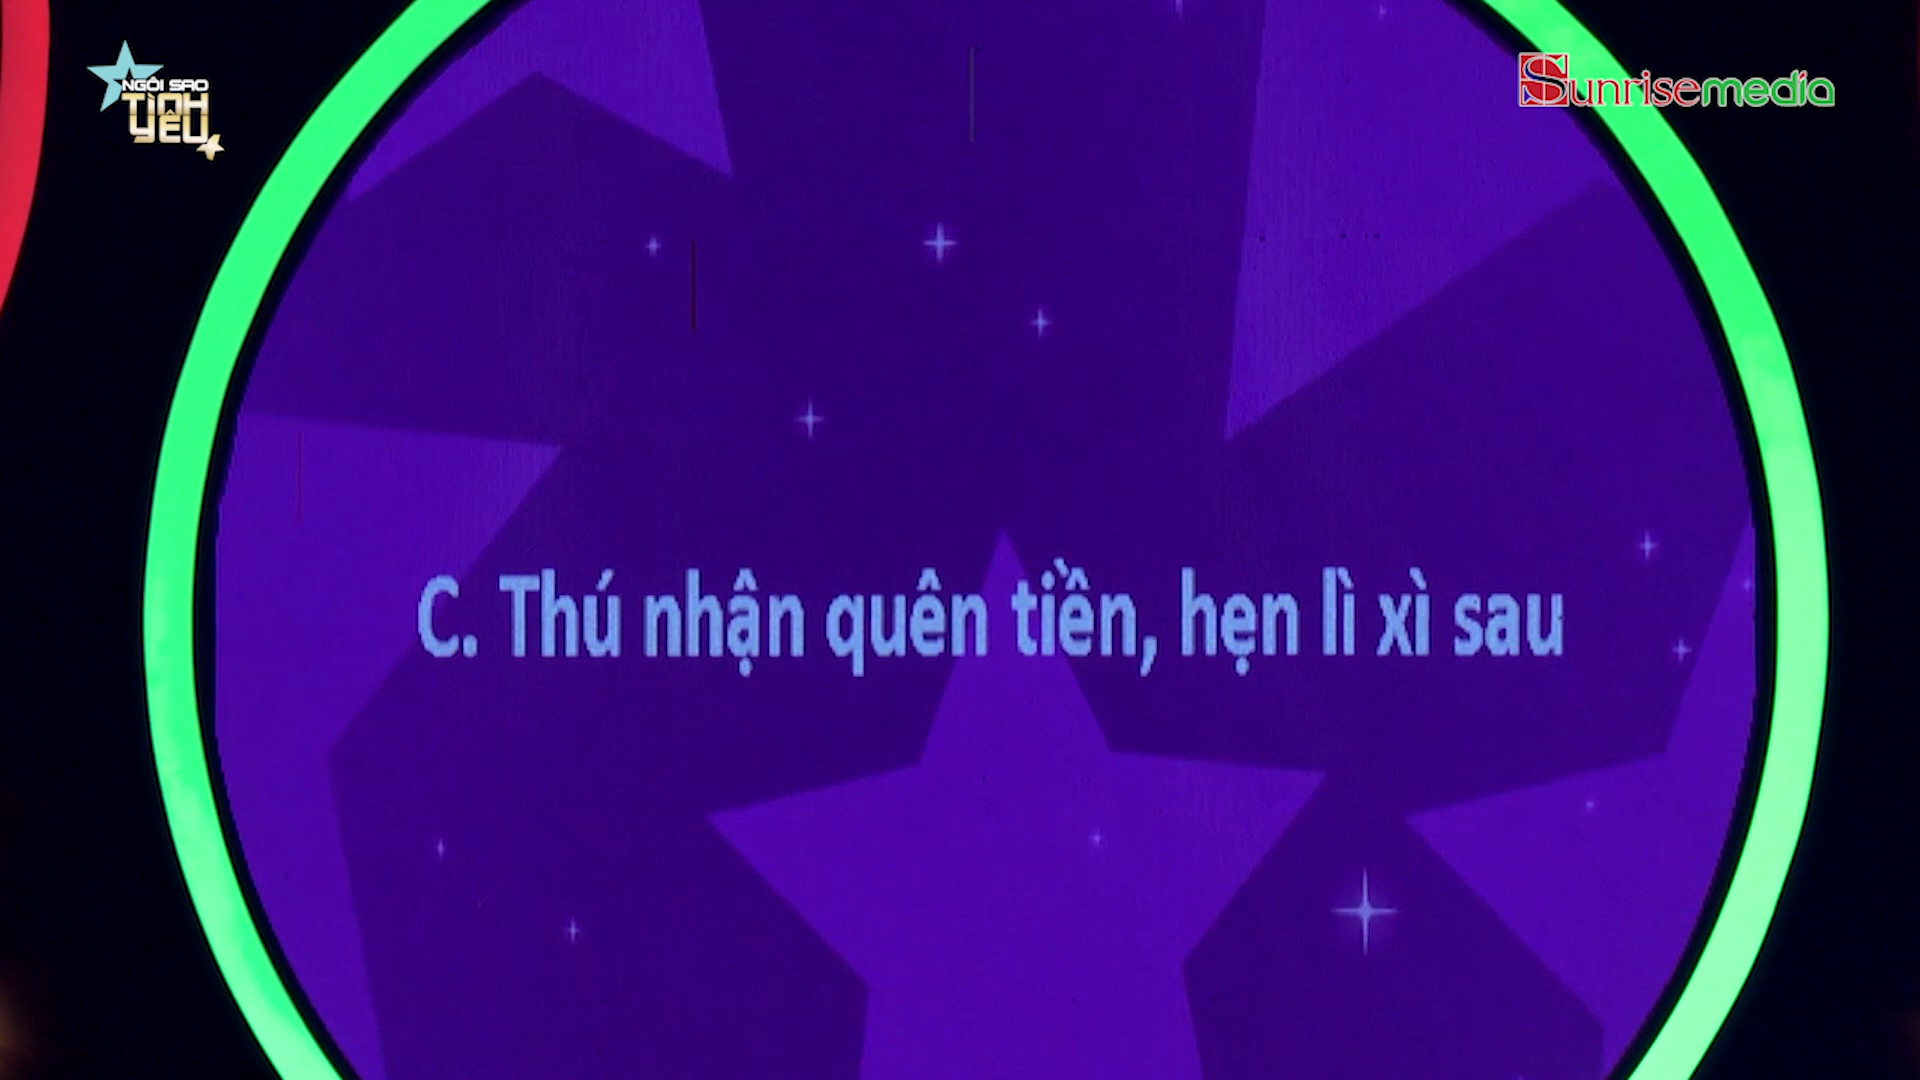 NGÔI SAO
TÌNH
YÊU
Sunrisemedia
C. Thú nhận quên tiền, hẹn lì xì sau